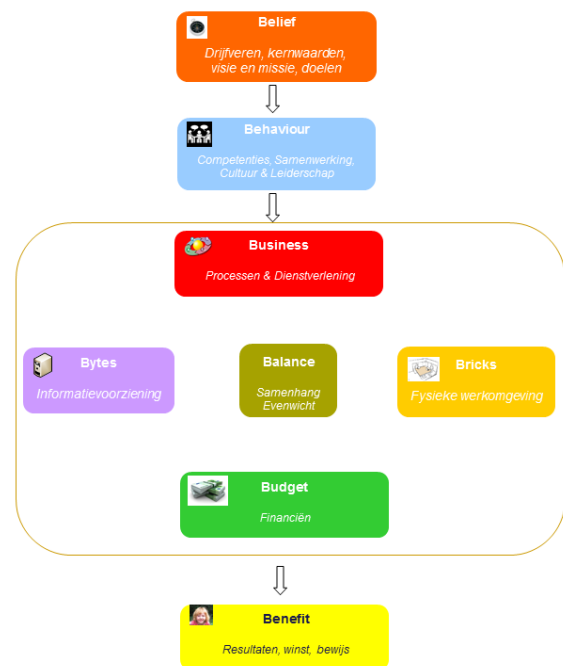 Belief
Drijfveren, kernwaarden,
visie en missie, doelen
Behaviour
Competenties, Samenwerking,
Cultuur & Leiderschap
Business
Processen & Dienstverlening
Bytes
Informatievoorziening
Balance
Samenhang
Evenwicht
Bricks
Fysieke werkomgeving
Budget
Financiën
Benefit
Resultaten, winst, bewijs